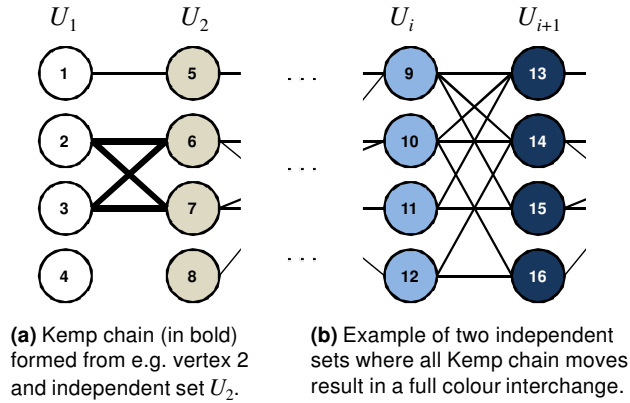 U1 U2 Ui Ui+1
1 5 . . . 9 13
2 6 10 14
. . .
3 7 11 15
4 8 . . . 12 16
(a) Kemp chain (in bold)
formed from e.g. vertex 2
and independent set U2.
(b) Example of two independent
sets where all Kemp chain moves
result in a full colour interchange.